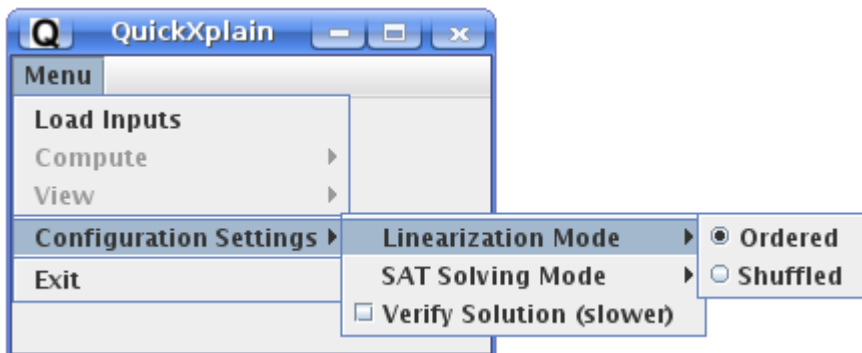 Q QuickXplain
Menu
Load Inputs
Compute
View
Configuration Settings
Linearization Mode
Ordered
SAT Solving Mode
Shuffled
Exit
Verify Solution (slower)